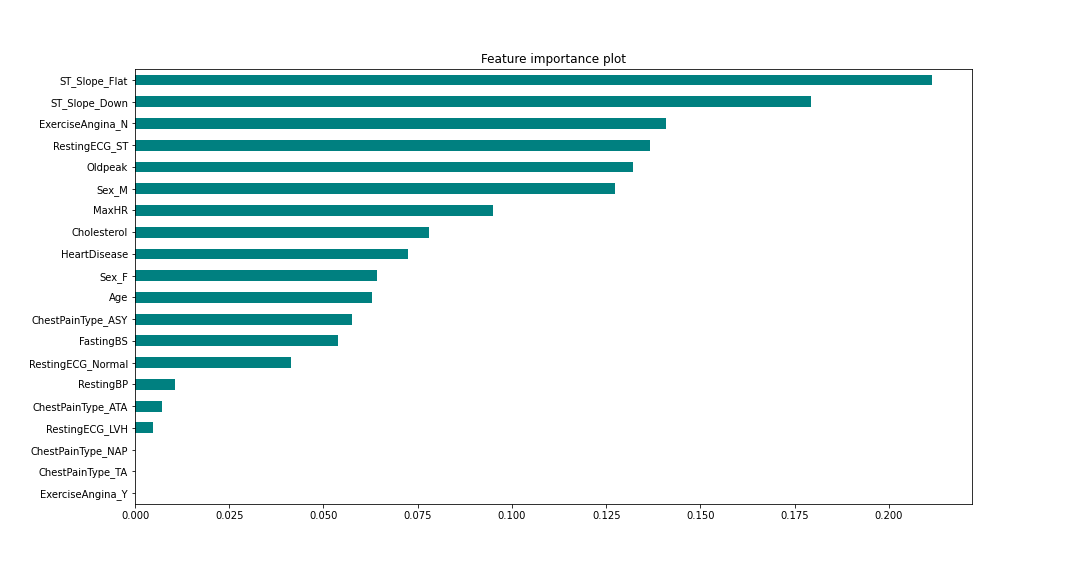 Feature importance plot
ST_Slope_Flat
ST_Slope_Down
ExerciseAngina_N
RestingECG_ST
Oldpeak
Sex_M
MaxHR
Cholesterol
HeartDisease
Sex_F
Age
ChestPainType_ASY
FastingBS
RestingECG_Normal
RestingBP
ChestPainType_ATA
RestingECG_LVH
ChestPainType_NAP
ChestPainType_TA
ExerciseAngina_Y
0.000 0.025 0.050 0.075 0.100 0.125 0.150 0.175 0.200